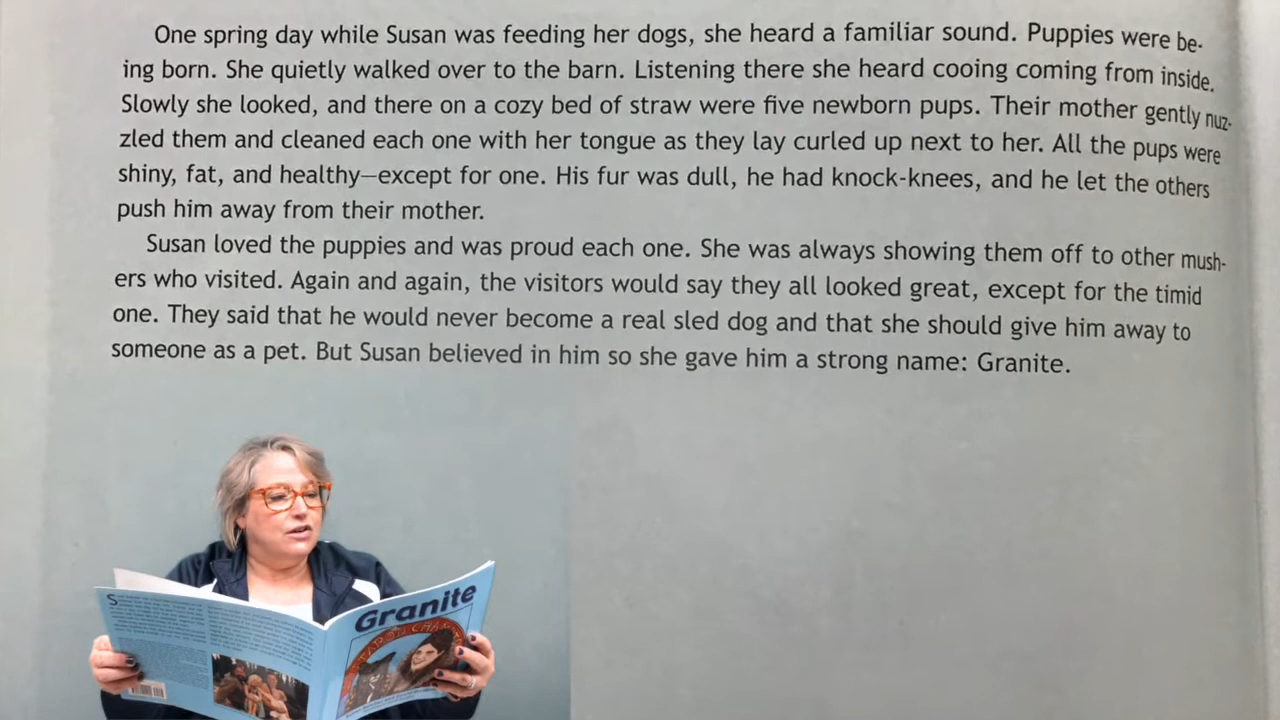 One spring day while Susan was feeding her dogs, she heard a familiar sound. Puppies were be-
ing born. She quietly walked over to the barn. Listening there she heard cooing coming from inside.
Slowly she looked, and there on a cozy bed of straw were five newborn pups. Their mother gently nuz-
zled them and cleaned each one with her tongue as they lay curled up next to her. All the pups were
shiny, fat, and healthy—except for one. His fur was dull, he had knock-knees, and he let the others
push him away from their mother.
Susan loved the puppies and was proud each one. She was always showing them off to other mush-
ers who visited. Again and again, the visitors would say they all looked great, except for the timid
one. They said that he would never become a real sled dog and that she should give him away to
someone as a pet. But Susan believed in him so she gave him a strong name: Granite.
Granite